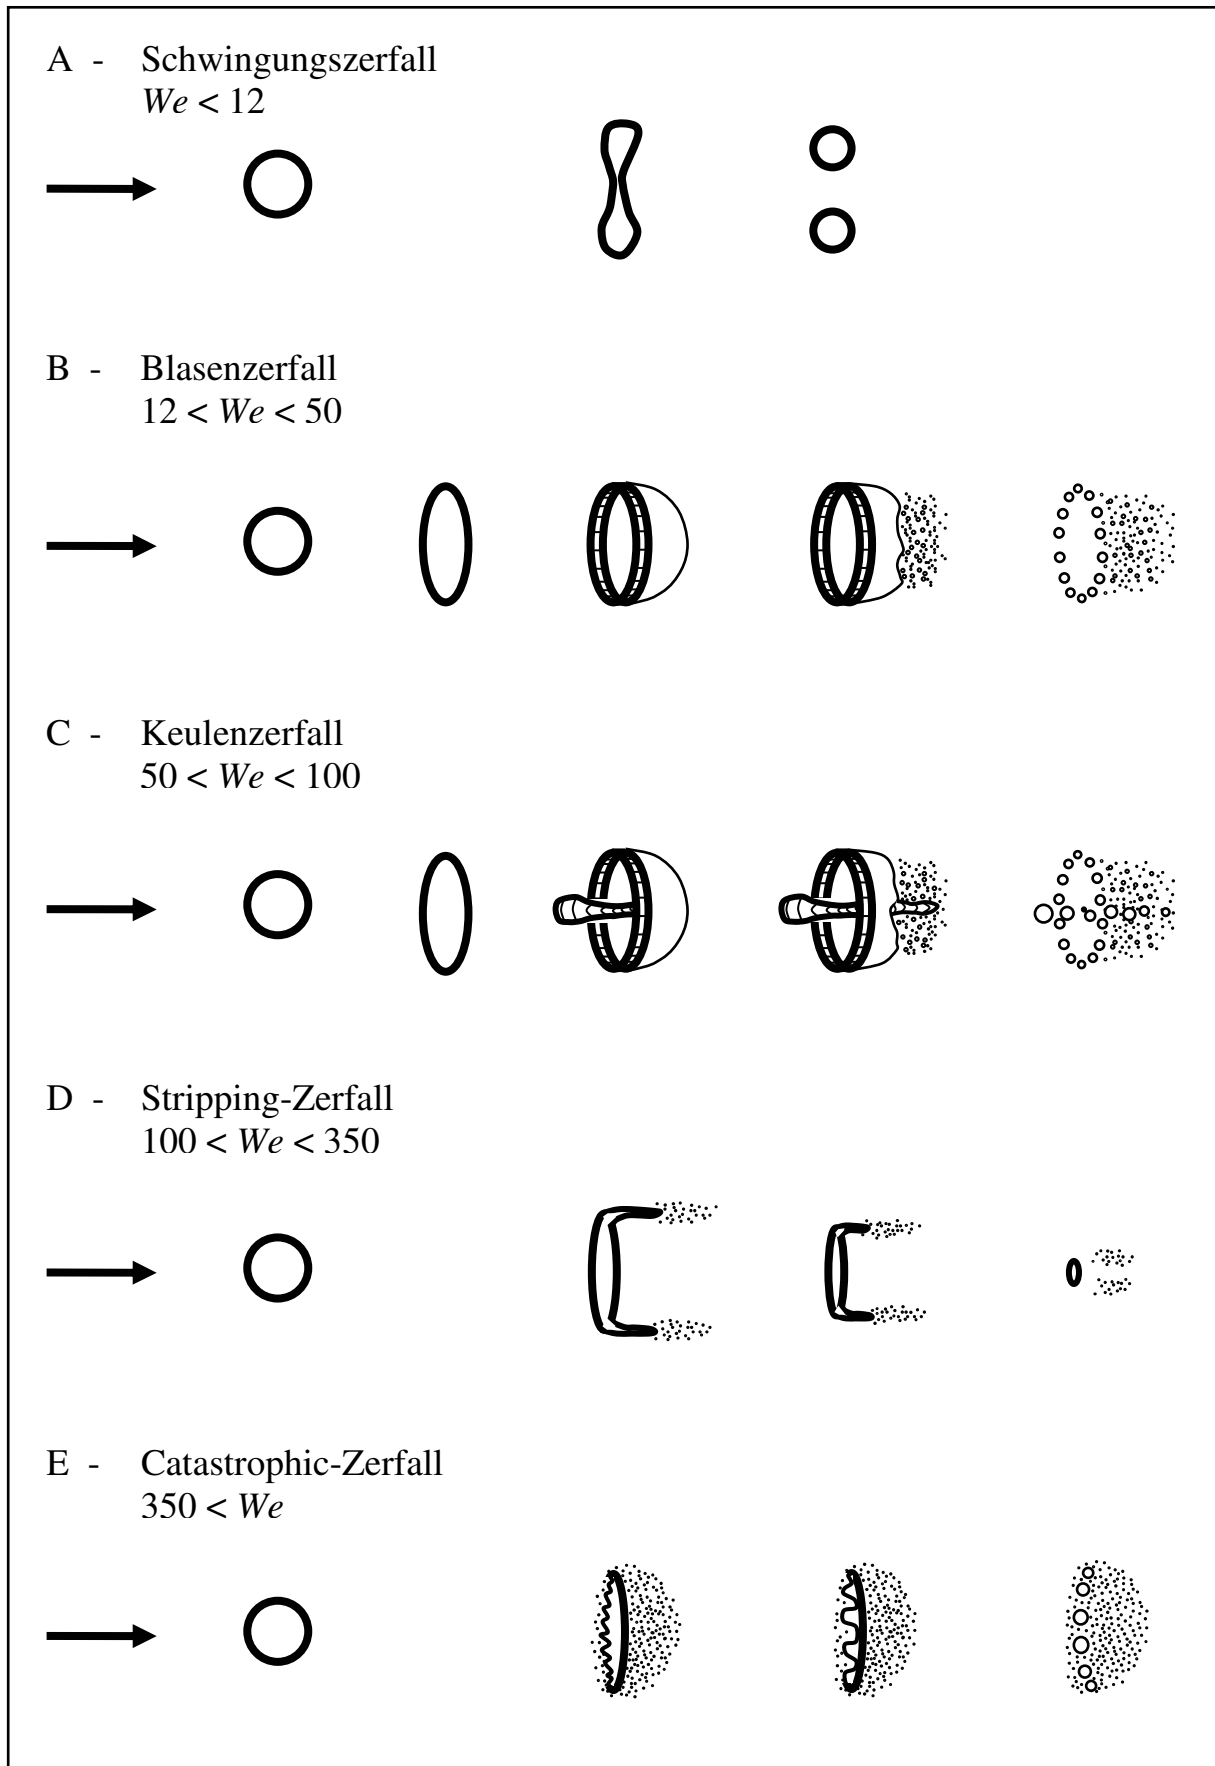 A - Schwingungszerfall
We < 12
B - Blasenzerfall
12 < We < 50
C - Keulenzerfall
50 < We < 100
D - Stripping-Zerfall
100 < We < 350
E - Catastrophic-Zerfall
350 < We